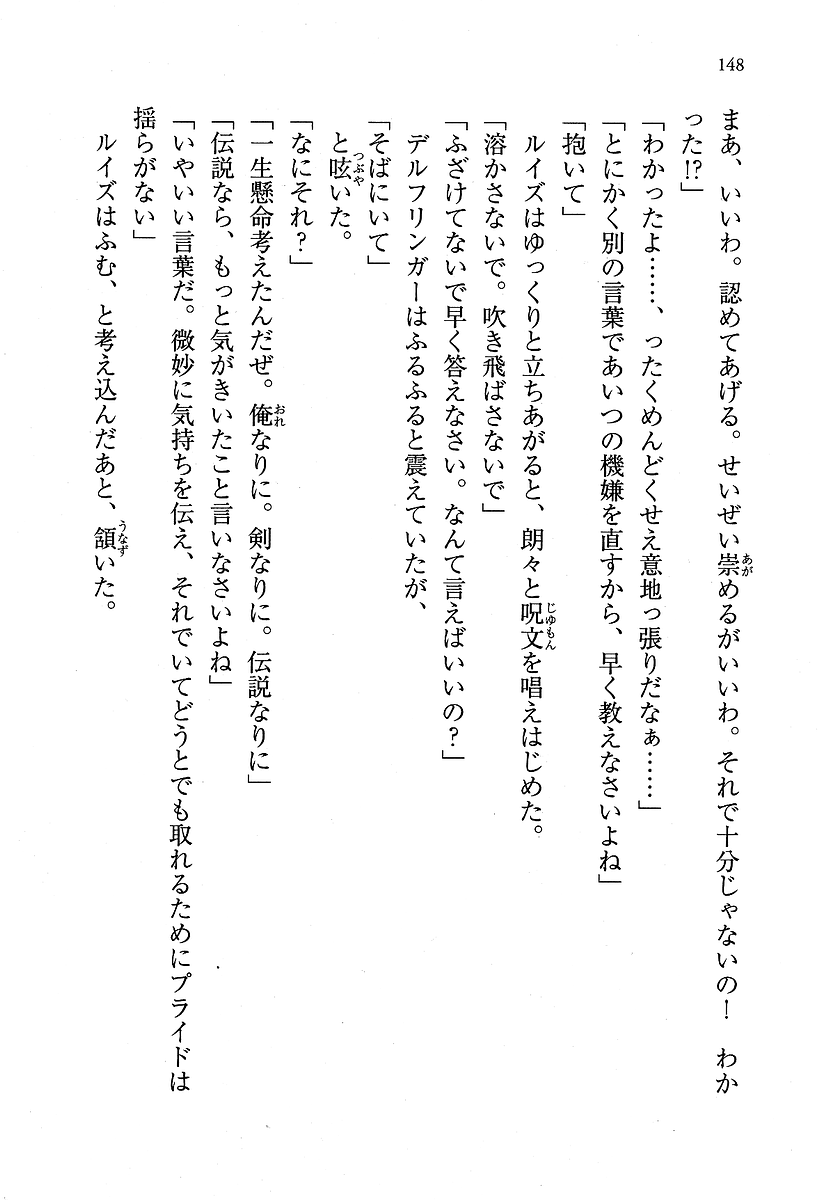 148
まあ、いいわ。認めてあげる。せいぜい崇めるがいいわ。それで十分じゃないの！　わか
った!?」
「わかったよ……、ったくめんどくせえ意地っ張りだなぁ……」
「とにかく別の言葉であいつの機嫌を直すから、早く教えなさいよね」
「抱いて」
　ルイズはゆっくりと立ちあがると、朗々と呪文を唱えはじめた。
「溶かさないで。吹き飛ばさないで」
「ふざけてないで早く答えなさい。なんて言えばいいの？」
　デルフリンガーはふるふると震えていたが、
「そばにいて」
　と呟いた。
「なにそれ？」
「一生懸命考えたんだぜ。俺なりに。剣なりに。伝説なりに」
「伝説なら、もっと気がきいたこと言いなさいよね」
「いやいい言葉だ。微妙に気持ちを伝え、それでいてどうとでも取れるためにプライドは
揺らがない」
　ルイズはふむ、と考え込んだあと、頷いた。